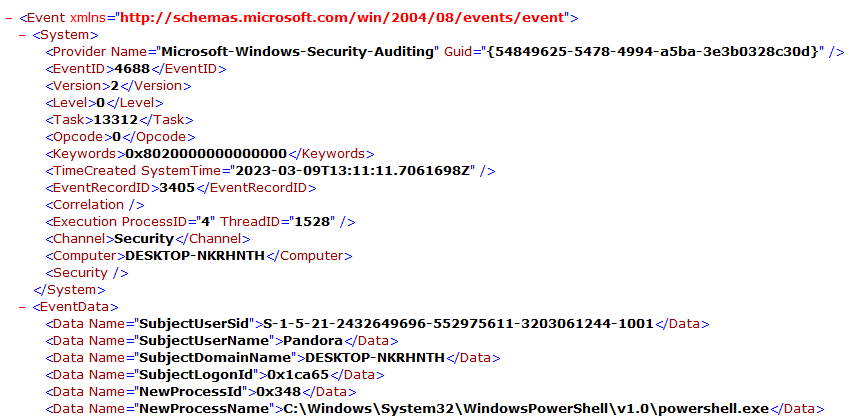 – <Event xmlns="http://schemas.microsoft.com/win/2004/08/events/event">
– <System>
<Provider Name="Microsoft-Windows-Security-Auditing" Guid="{54849625-5478-4994-a5ba-3e3b0328c30d}" />
<EventID>4688</EventID>
<Version>2</Version>
<Level>0</Level>
<Task>13312</Task>
<Opcode>0</Opcode>
<Keywords>0x8020000000000000</Keywords>
<TimeCreated SystemTime="2023-03-09T13:11:11.7061698Z" />
<EventRecordID>3405</EventRecordID>
<Correlation />
<Execution ProcessID="4" ThreadID="1528" />
<Channel>Security</Channel>
<Computer>DESKTOP-NKRHNTH</Computer>
<Security />
</System>
– <EventData>
<Data Name="SubjectUserSid">S-1-5-21-2432649696-552975611-3203061244-1001</Data>
<Data Name="SubjectUserName">Pandora</Data>
<Data Name="SubjectDomainName">DESKTOP-NKRHNTH</Data>
<Data Name="SubjectLogonId">0x1ca65</Data>
<Data Name="NewProcessId">0x348</Data>
<Data Name="NewProcessName">C:\Windows\System32\WindowsPowerShell\v1.0\powershell.exe</Data>